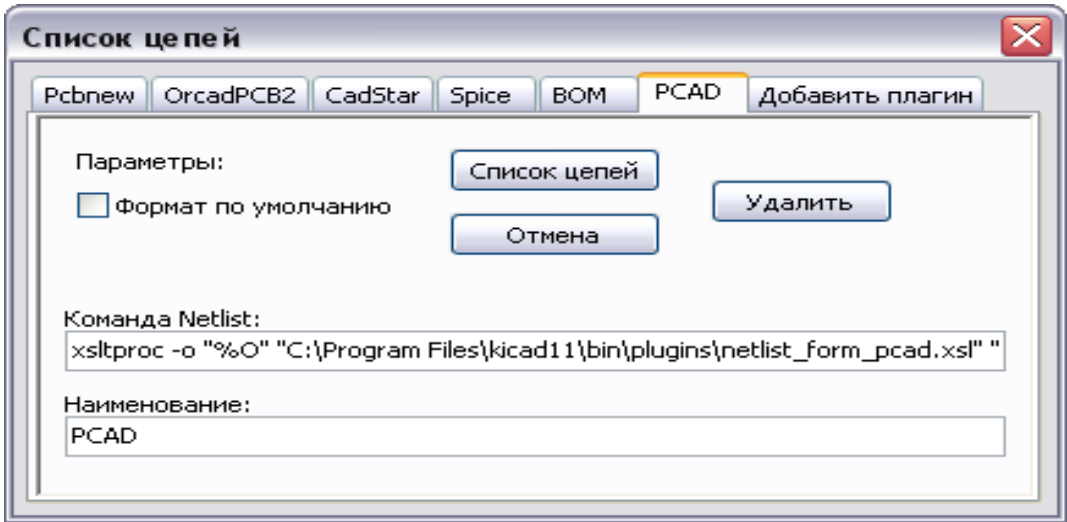 Список цепей
Pcbnew OrcadPCB2 CadStar Spice BOM PCAD Добавить плагин
Параметры:
Список цепей
Формат по умолчанию
Удалить
Отмена
Команда Netlist:
xsltproc -o "%O" "C:\Program Files\kicad11\bin\plugins\netlist_form_pcad.xsl" "
Наименование:
PCAD